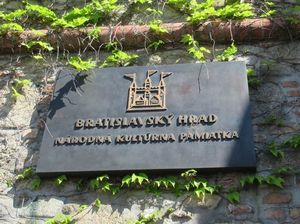 BRATISLAVSKÝ HRAD
NÁRODNÁ KULTÚRNA PAMIATKA